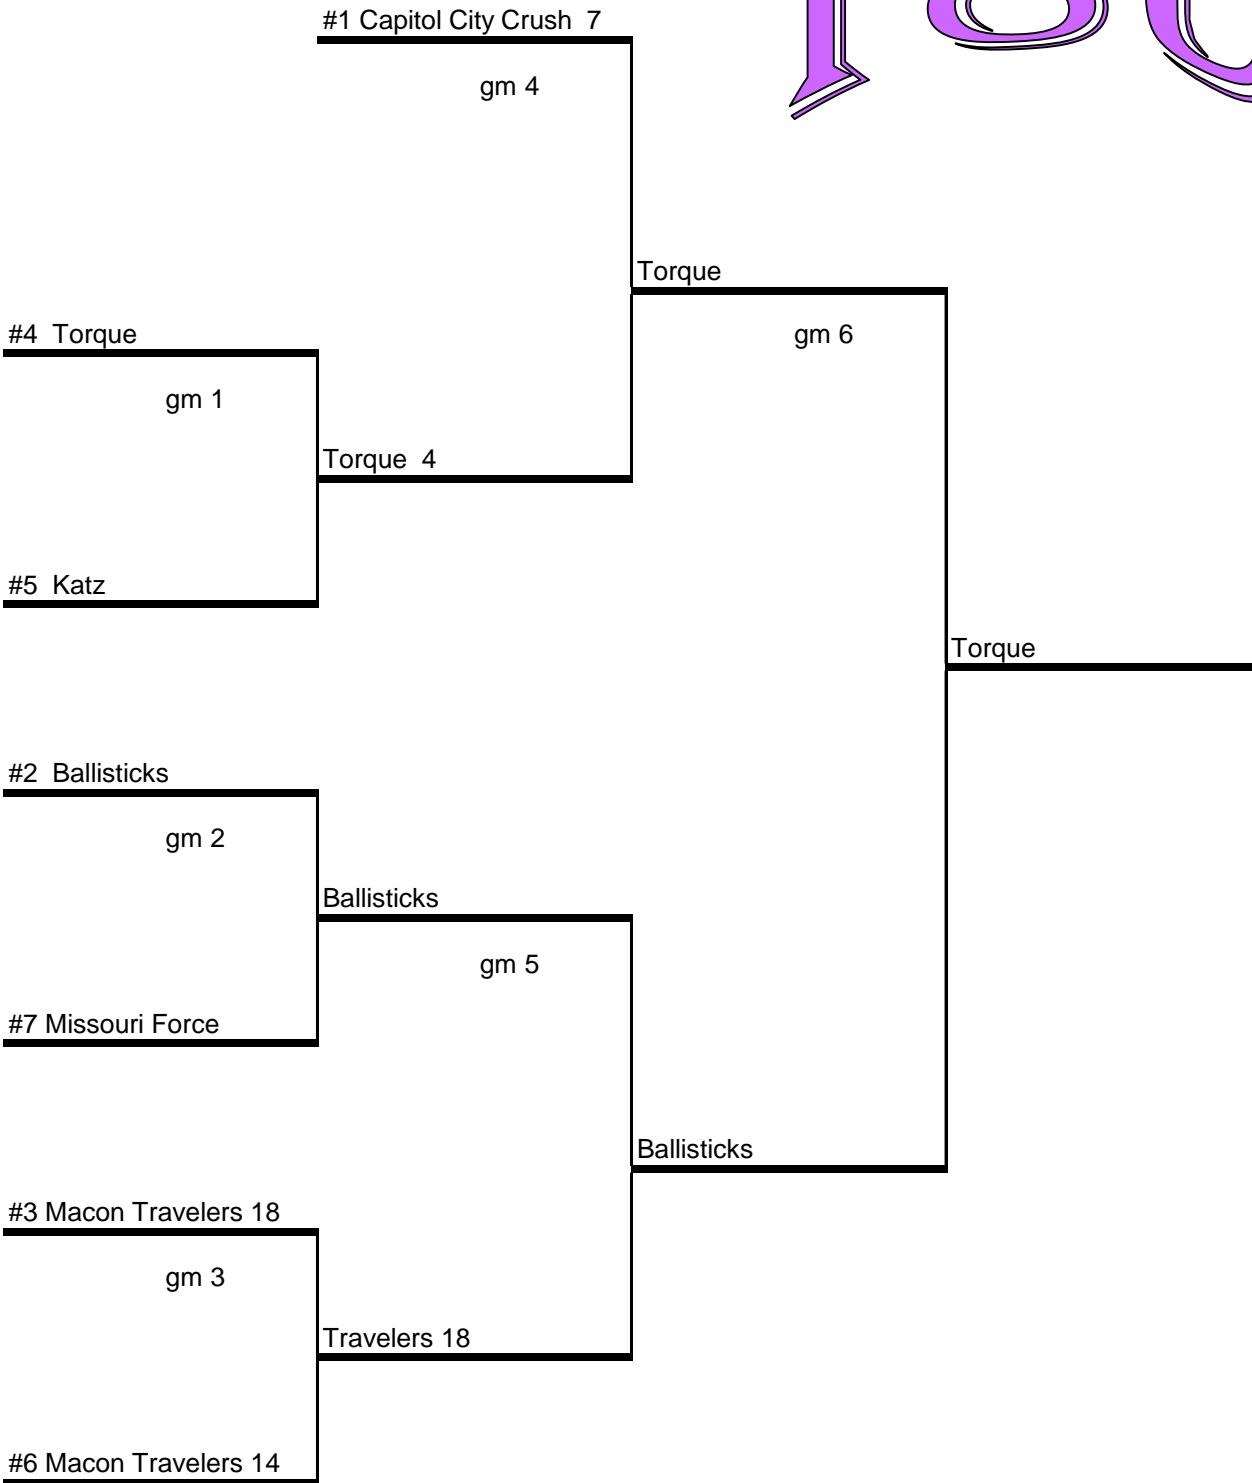 #1 Capitol City Crush 7
gm 4
Torque
#4 Torque
gm 6
gm 1
Torque 4
#5 Katz
Torque
#2 Ballisticks
gm 2
Ballisticks
gm 5
#7 Missouri Force
Ballisticks
#3 Macon Travelers 18
gm 3
Travelers 18
#6 Macon Travelers 14